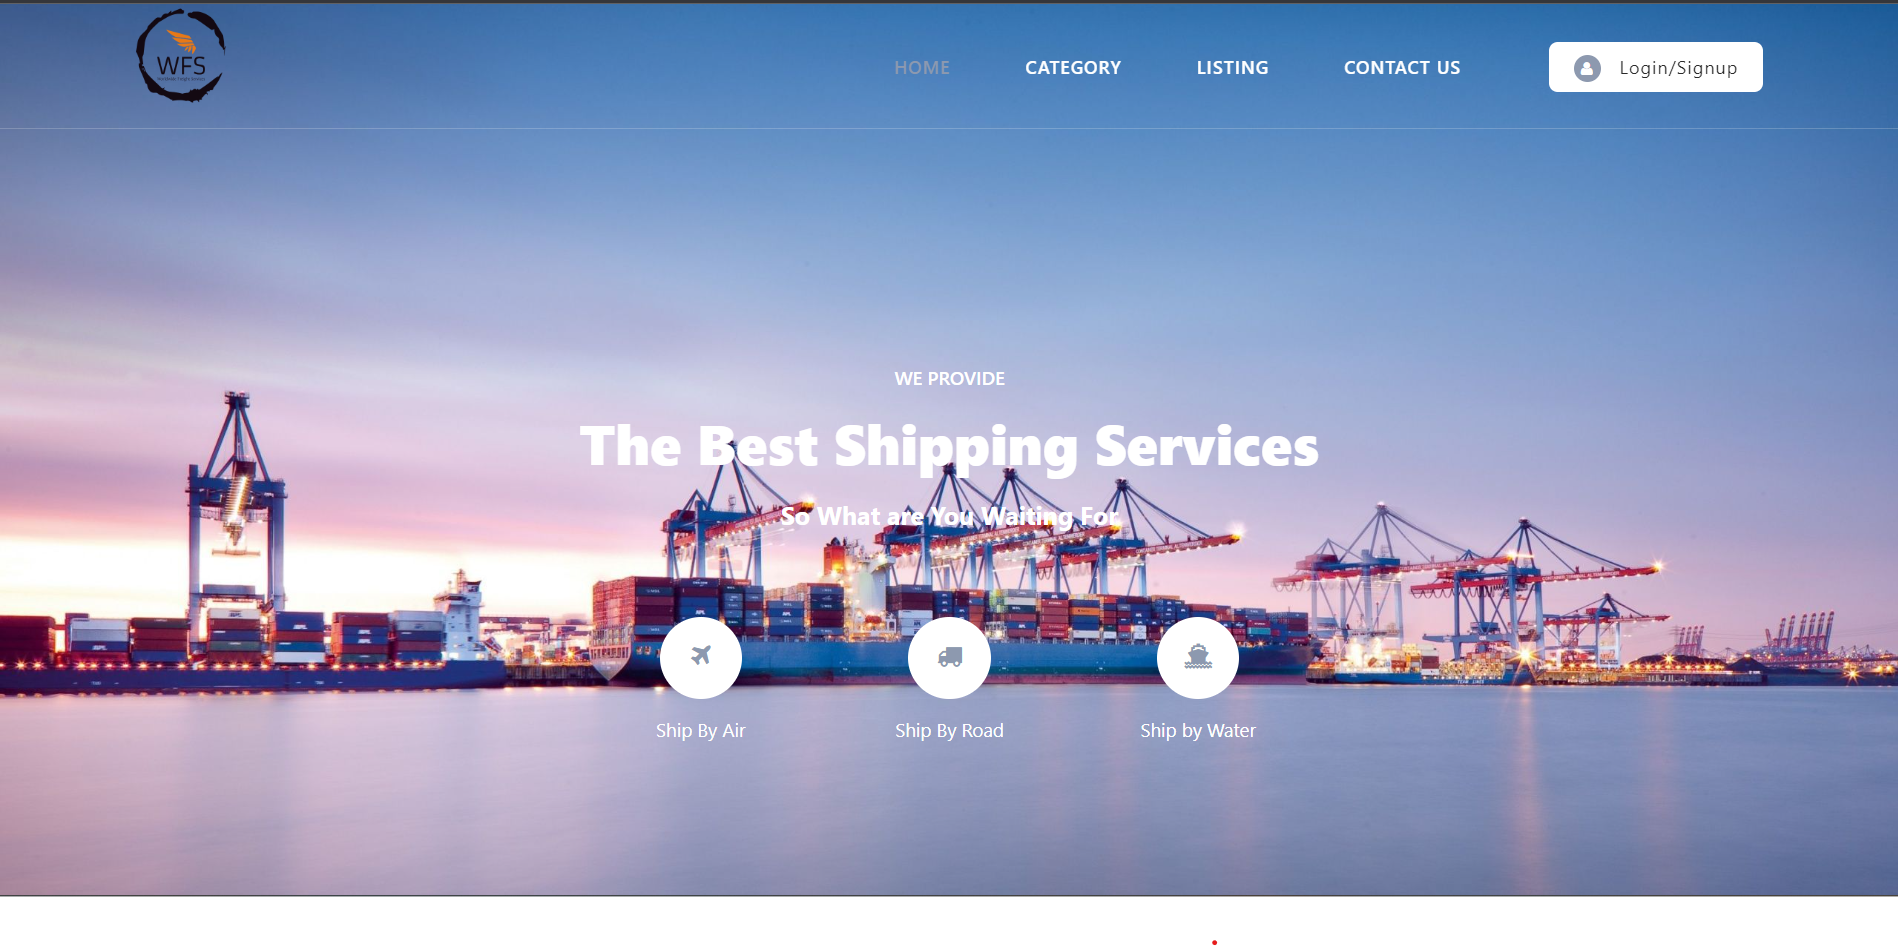 WFS
HOME
CATEGORY
LISTING
CONTACT US
Login/Signup
WE PROVIDE
The Best Shipping Services
So What are You Waiting For.
Ship By Air
Ship By Road
Ship by Water